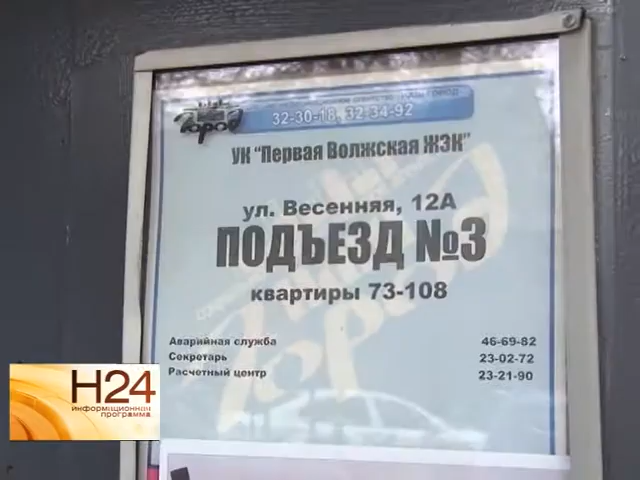 Город
32-30-18, 32-34-92
УК "Первая Волжская ЖЭК"
ул. Весенняя, 12А
ПОДЪЕЗД №3
квартиры 73-108
Аварийная служба 46-69-82
Секретарь 23-02-72
Расчетный центр 23-21-90
Н24
информационная
программа